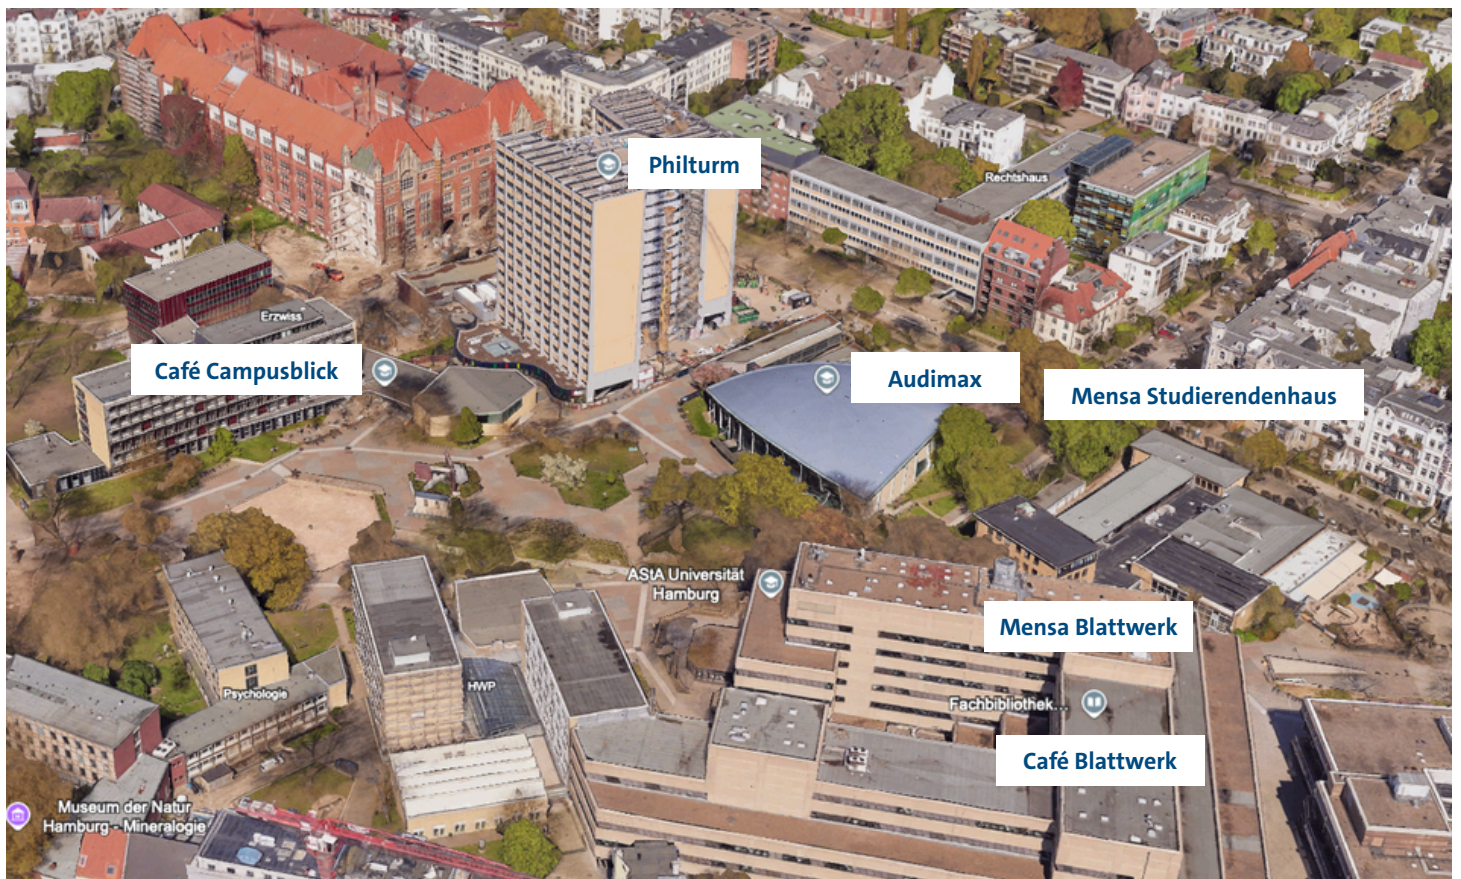 Philturm
Rechtshaus
Erzwiss
Café Campusblick
Audimax
Mensa Studierendenhaus
AStA Universität
Hamburg
Mensa Blattwerk
HWP
Psychologie
Fachbibliothek...
Café Blattwerk
Museum der Natur
Hamburg - Mineralogie